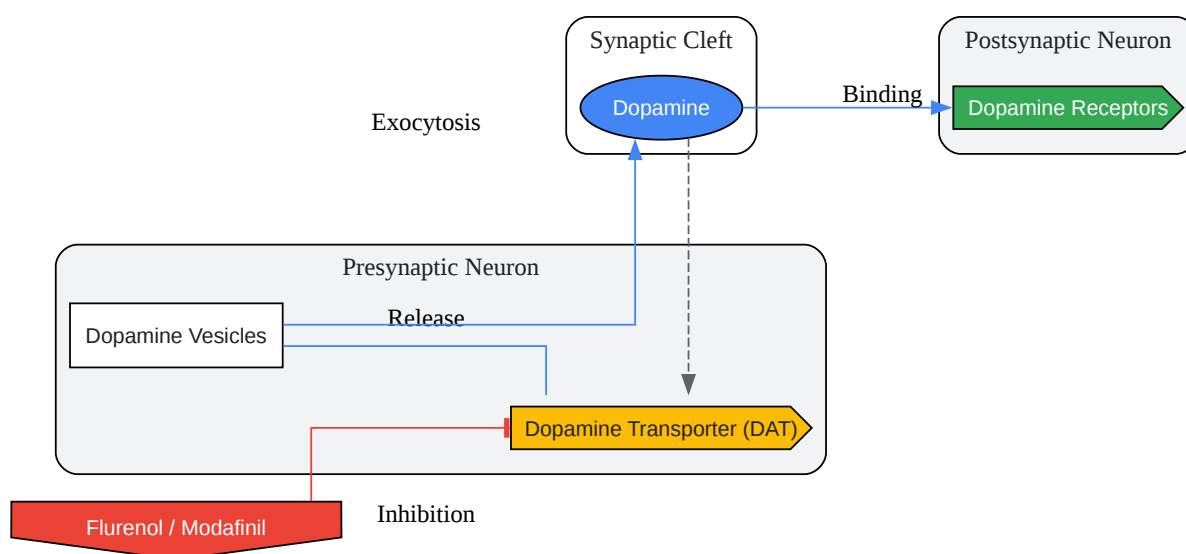 Synaptic Cleft
Postsynaptic Neuron
Dopamine
Binding
Dopamine Receptors
Exocytosis
Presynaptic Neuron
Release
Dopamine Vesicles
Dopamine Transporter (DAT)
Inhibition
Flurenol / Modafinil